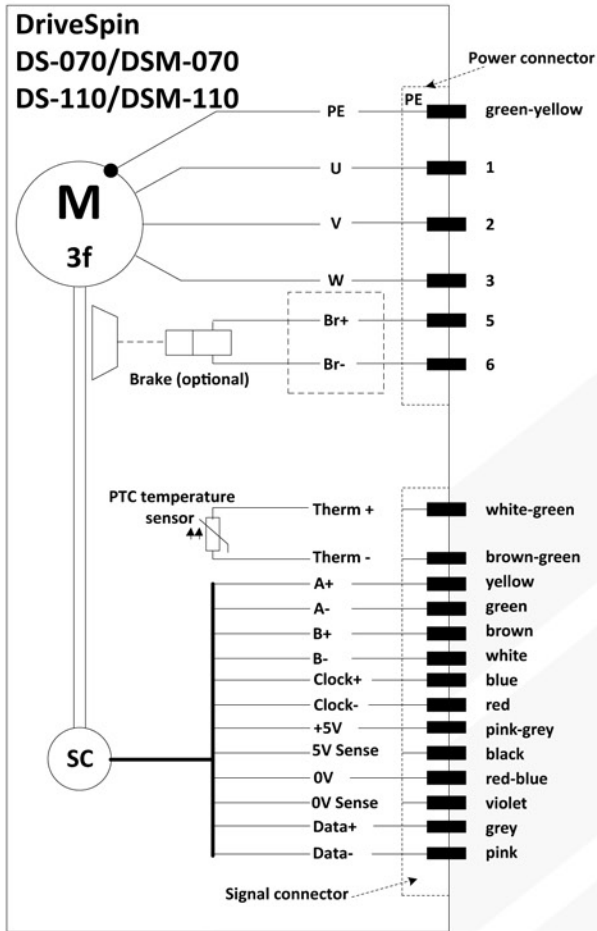 DriveSpin
DS-070/DSM-070
DS-110/DSM-110
Power connector
PE
PE
green-yellow
M
3f
U
1
V
2
W
3
Br+
5
Br-
6
Brake (optional)
PTC temperature
sensor
Therm +
white-green
Therm -
brown-green
A+
yellow
A-
green
B+
brown
B-
white
Clock+
blue
Clock-
red
+5V
pink-grey
5V Sense
black
SC
0V
red-blue
0V Sense
violet
Data+
grey
Data-
pink
Signal connector